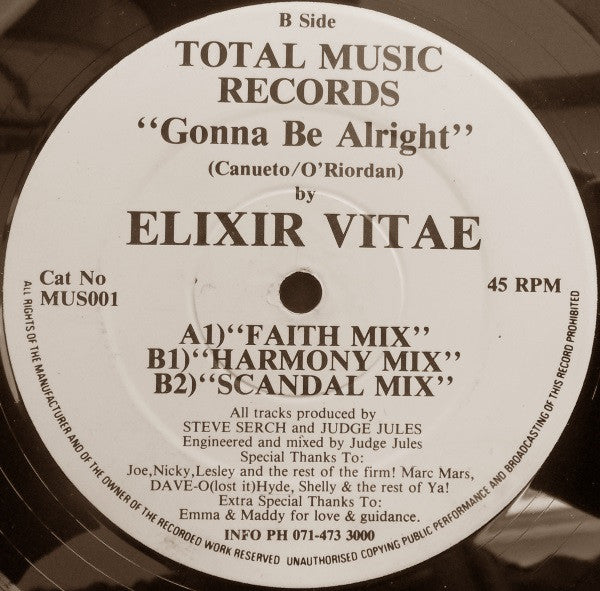 B Side
TOTAL MUSIC
RECORDS
“Gonna Be Alright”
(Canueto/O'Riordan)
by
ELIXIR VITAE
Cat No
MUS001
45 RPM
A1)“FAITH MIX”
B1)“HARMONY MIX”
B2)“SCANDAL MIX”
All tracks produced by
STEVE SERCH and JUDGE JULES
Engineered and mixed by Judge Jules
Special Thanks To:
Joe,Nicky,Lesley and the rest of the firm! Marc Mars,
DAVE-O(lost it)Hyde, Shelly & the rest of Ya!
Extra Special Thanks To:
Emma & Maddy for love & guidance.
INFO PH 071-473 3000
ALL RIGHTS OF THE MANUFACTURER AND OF THE OWNER OF THE RECORDED WORK RESERVED UNAUTHORISED COPYING PUBLIC PERFORMANCE AND BROADCASTING OF THIS RECORD PROHIBITED